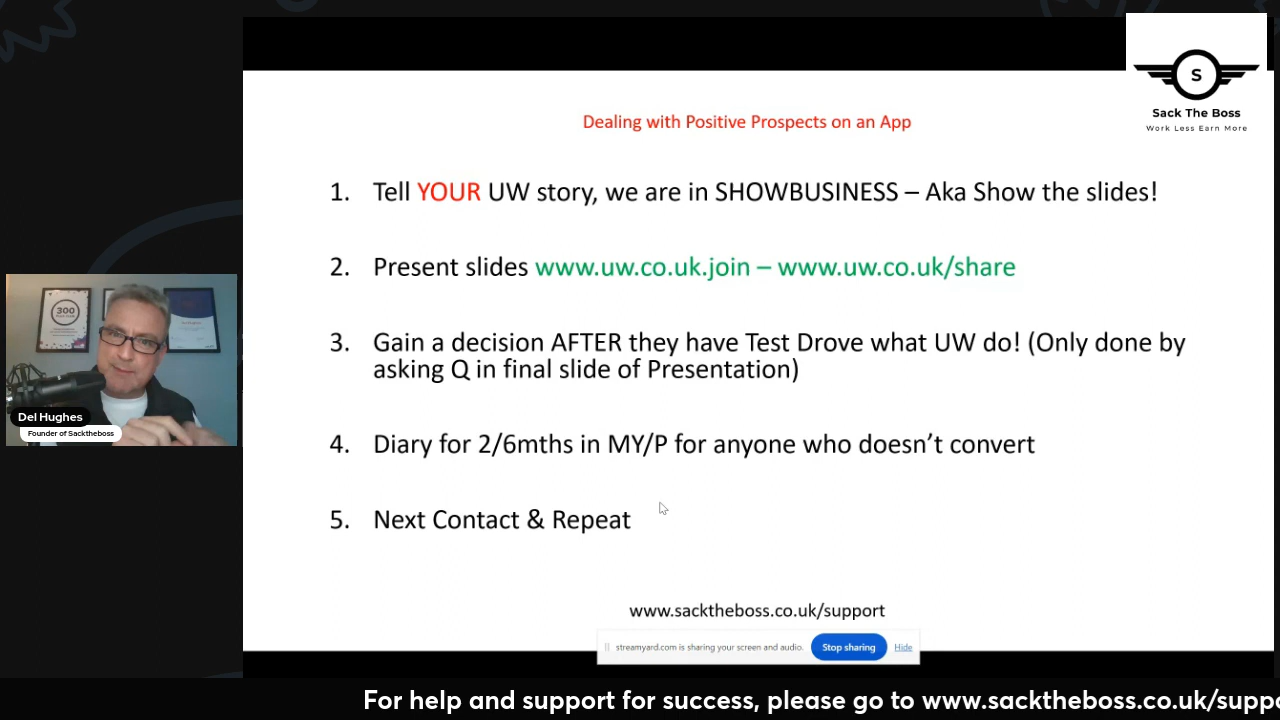 S
Sack The Boss
Work Less Earn More
Dealing with Positive Prospects on an App
1. Tell YOUR UW story, we are in SHOWBUSINESS – Aka Show the slides!
2. Present slides www.uw.co.uk.join – www.uw.co.uk/share
3. Gain a decision AFTER they have Test Drove what UW do! (Only done by
asking Q in final slide of Presentation)
4. Diary for 2/6mths in MY/P for anyone who doesn’t convert
5. Next Contact & Repeat
300
Del Hughes
Founder of Sacktheboss
www.sacktheboss.co.uk/support
streamyard.com is sharing your screen and audio. Stop sharing Hide
For help and support for success, please go to www.sacktheboss.co.uk/supp